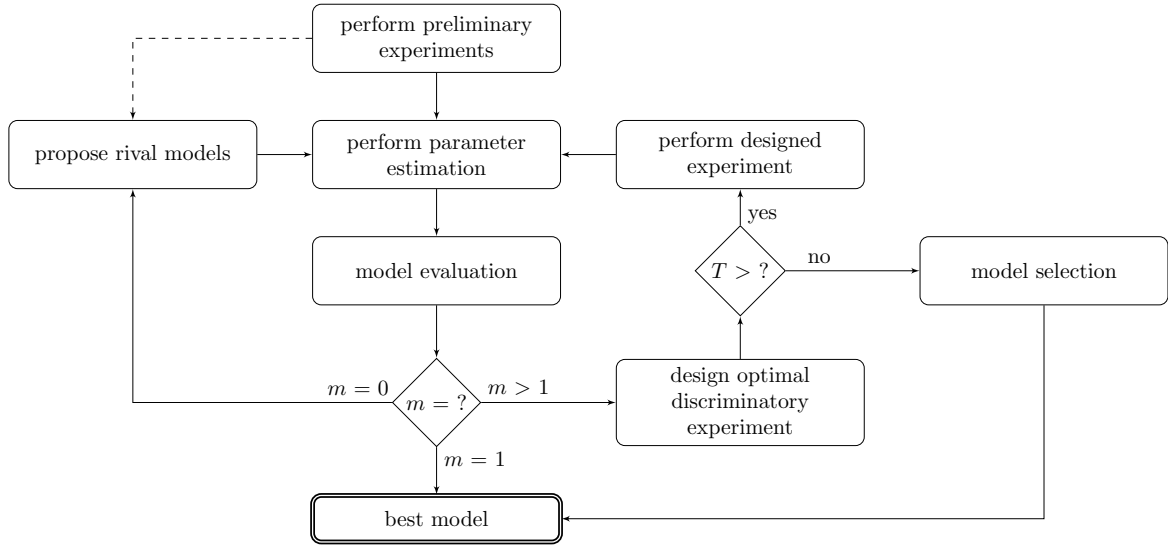 perform preliminary
experiments
propose rival models
perform parameter
estimation
perform designed
experiment
yes
model evaluation
T > ?
no
model selection
m = 0
m = ?
m > 1
design optimal
discriminatory
experiment
m = 1
best model